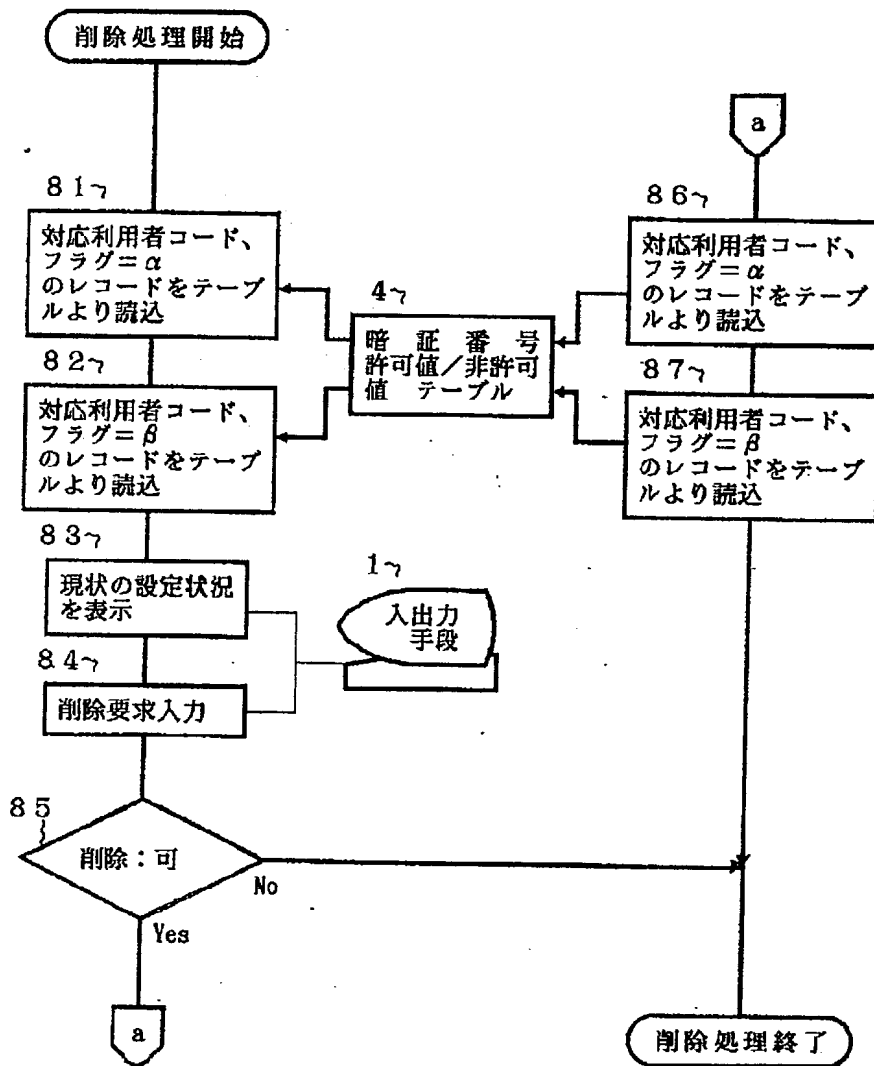 削除処理開始
81
対応利用者コード、
フラグ＝α
のレコードをテーブ
ルより読込
82
対応利用者コード、
フラグ＝β
のレコードをテーブ
ルより読込
83
現状の設定状況
を表示
84
削除要求入力
85
削除：可
No
Yes
a
4
暗証番号
許可値／非許可
値 テーブル
1
入出力
手段
a
86
対応利用者コード、
フラグ＝α
のレコードをテーブ
ルより読込
87
対応利用者コード、
フラグ＝β
のレコードをテーブ
ルより読込
削除処理終了